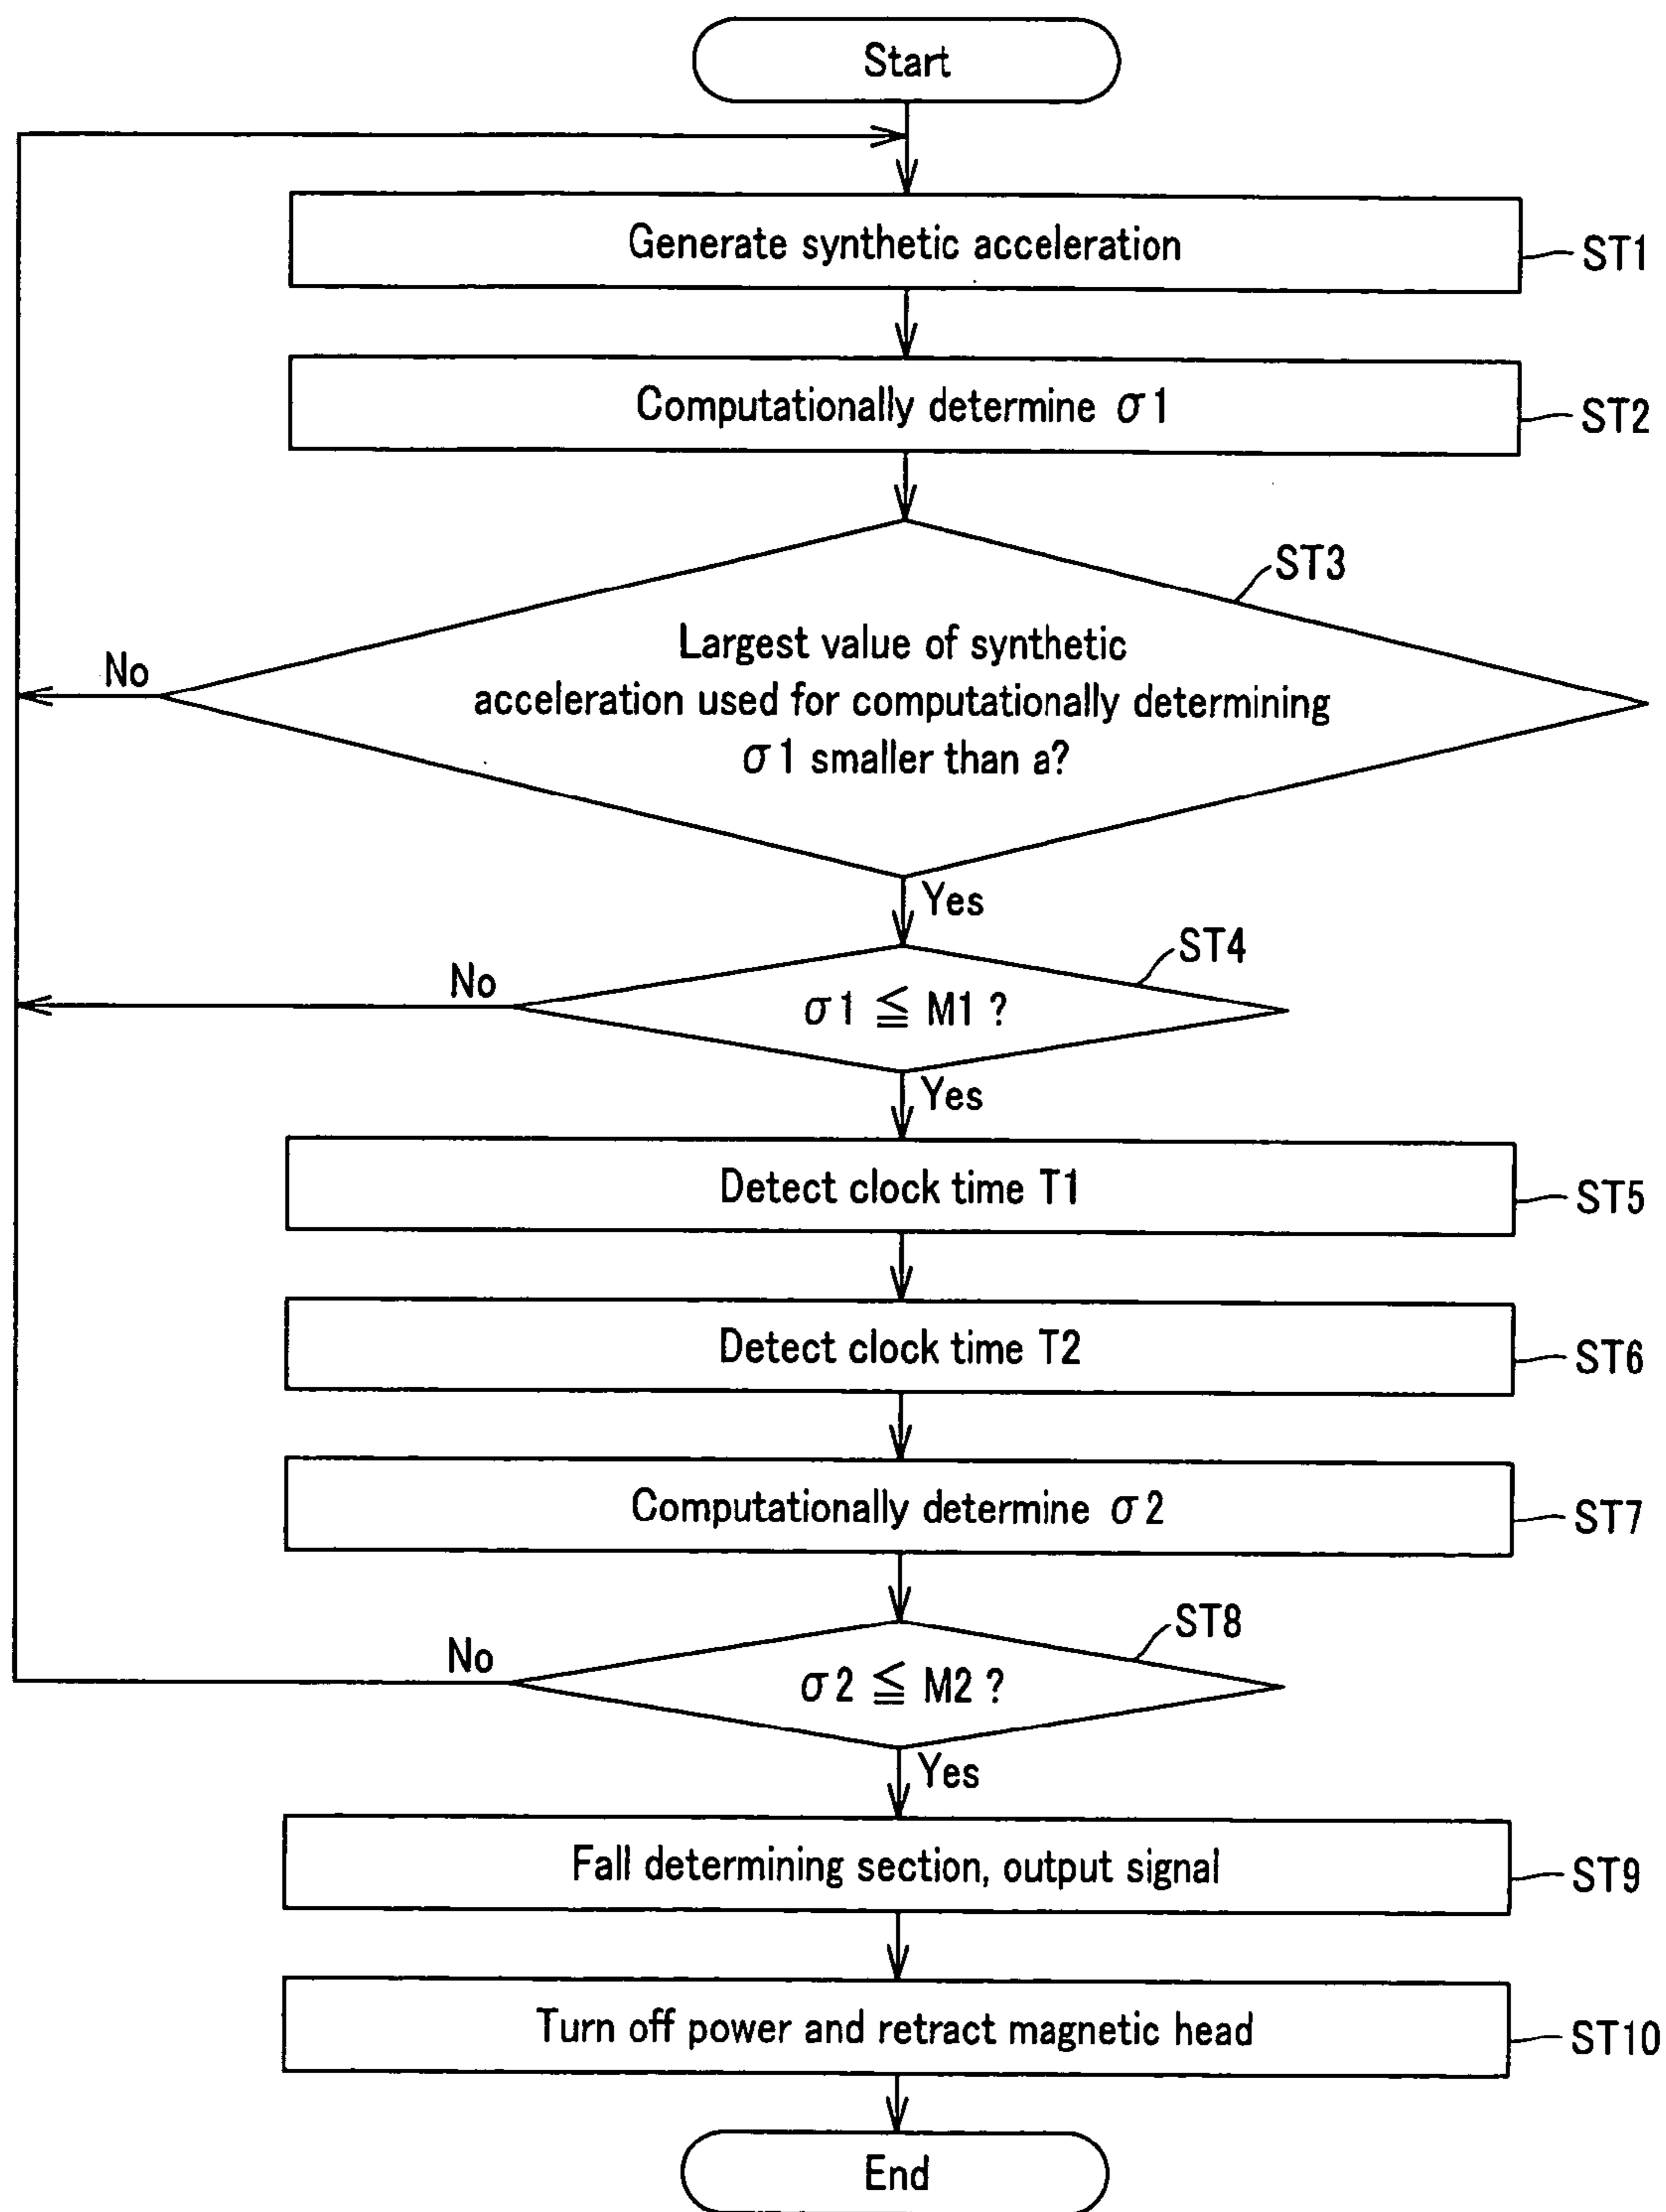 Start
Generate synthetic acceleration
ST1
Computationally determine σ1
ST2
ST3
Largest value of synthetic
acceleration used for computationally determining
σ1 smaller than a?
No
Yes
ST4
σ1 ≦ M1 ?
No
Yes
Detect clock time T1
ST5
Detect clock time T2
ST6
Computationally determine σ2
ST7
ST8
σ2 ≦ M2 ?
No
Yes
Fall determining section, output signal
ST9
Turn off power and retract magnetic head
ST10
End